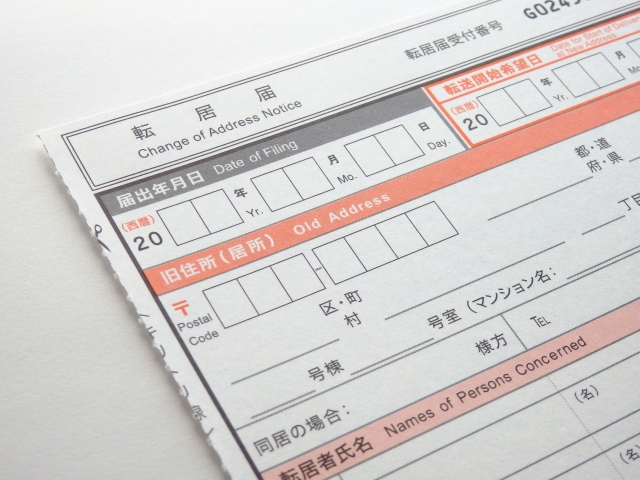 転居届受付番号 G0245
転居届
Change of Address Notice
転送開始希望日 Date for Start of Delivery at New Address
(西暦) 20 年 Yr. 月 Mo.
届出年月日 Date of Filing
(西暦) 20 年 Yr. 月 Mo. 日 Day.
旧住所(居所) Old Address
〒 Postal Code
都・道
府・県
区・町
村
丁目
号棟
号室(マンション名:
同居の場合: 様方 TEL
転居者氏名 Names of Persons Concerned
(名)
(名)